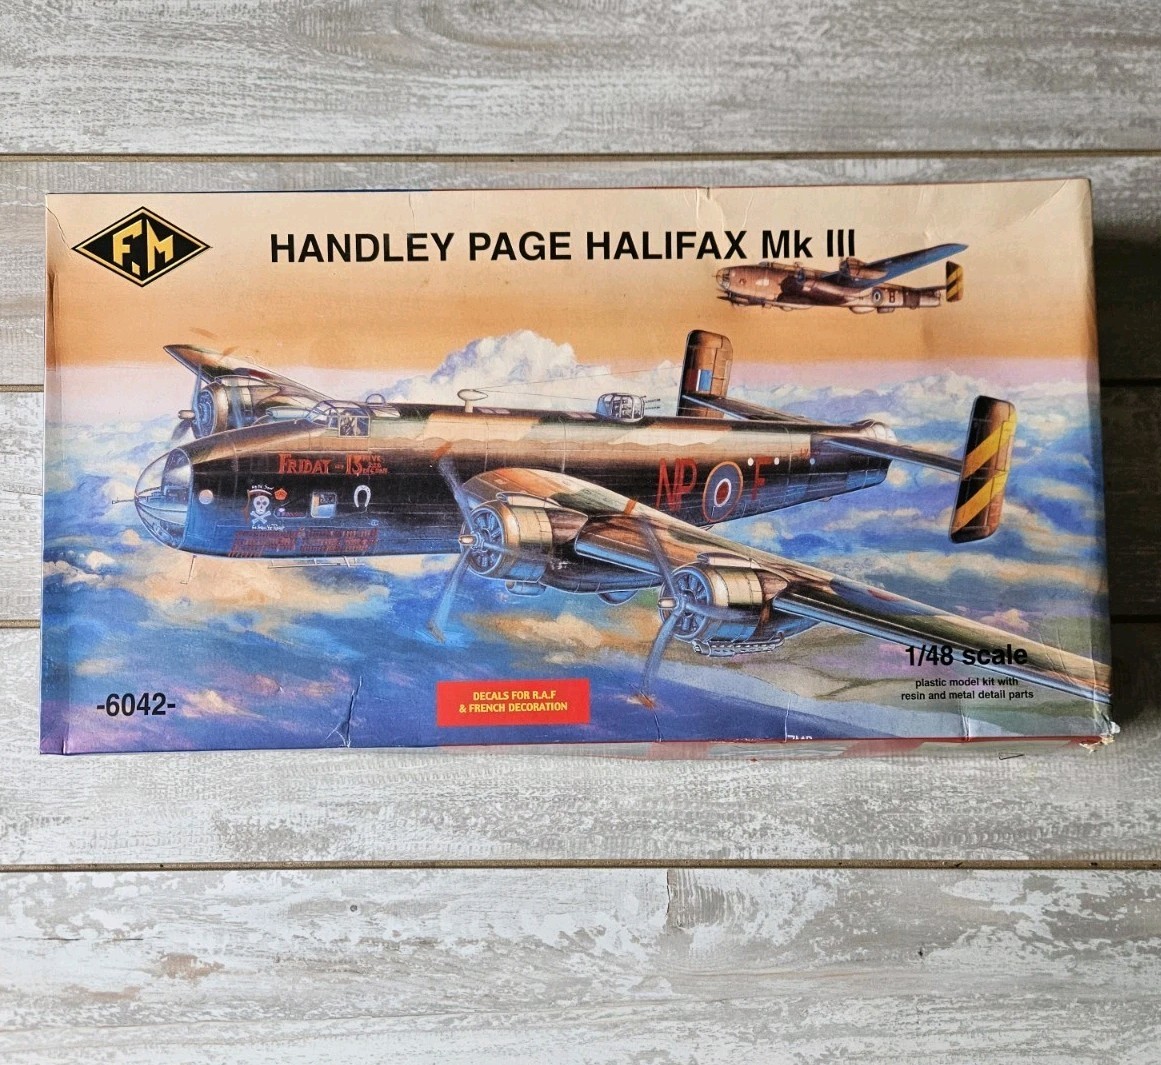 F.M
HANDLEY PAGE HALIFAX Mk III
B
FRIDAY THE 13
NP F
1/48 scale
plastic model kit with
resin and metal detail parts
-6042-
DECALS FOR R.A.F
& FRENCH DECORATION